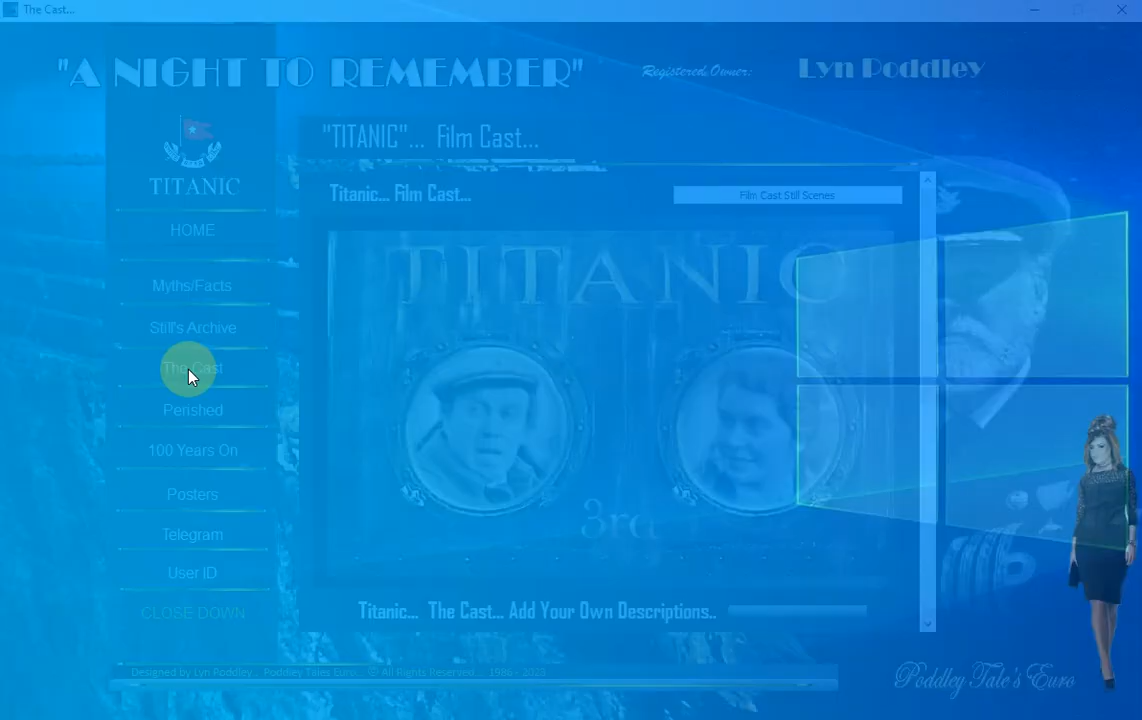 The Cast...
"A NIGHT TO REMEMBER"
Registered Owner:
Lyn Poddley
TITANIC
HOME
Myths/Facts
Still's Archive
The Cast
Perished
100 Years On
Posters
Telegram
User ID
CLOSE DOWN
"TITANIC"... Film Cast...
Titanic... Film Cast...
Film Cast Still Scenes
TITANIC
3rd
Titanic... The Cast... Add Your Own Descriptions..
Designed by Lyn Poddley . Poddley Tales Euro... © All Rights Reserved... 1986 - 2023
Poddley Tale's Euro